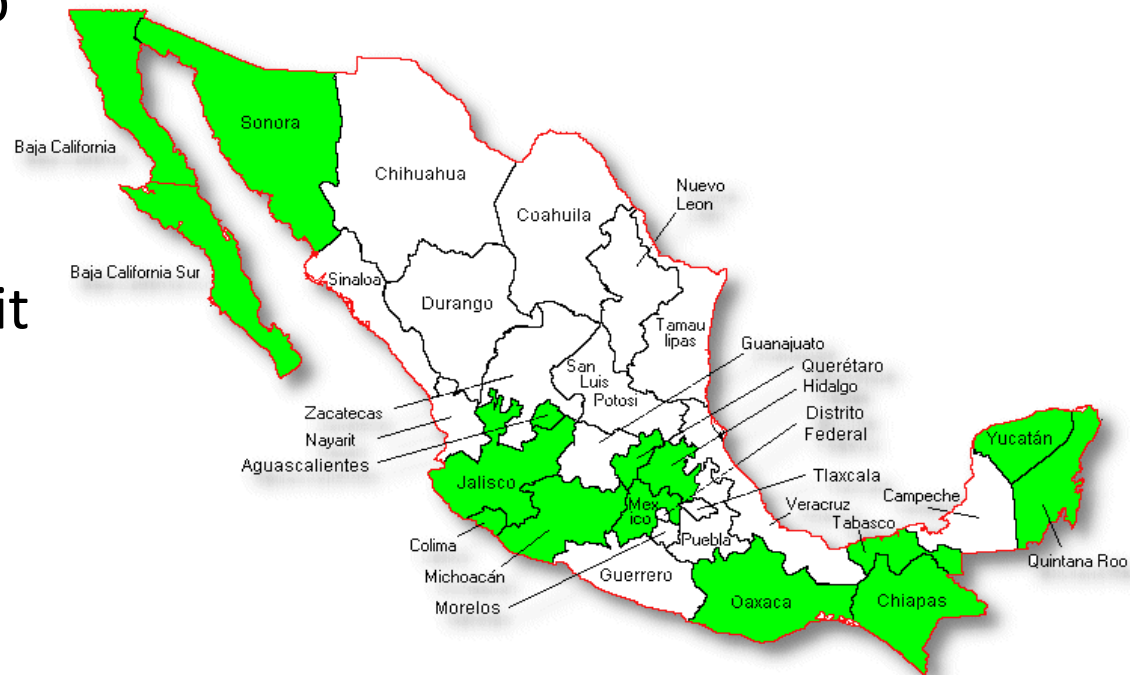 it
Sonora
Baja California
Chihuahua
Nuevo
Leon
Coahuila
Baja California Sur
Sinaloa
Durango
Tamau
lipas
Guanajuato
San
Luis
Potosi
Querétaro
Hidalgo
Zacatecas
Distrito
Federal
Nayarit
Yucatán
Aguascalientes
Tlaxcala
Jalisco
Campeche
Veracruz
Mex
ico
Tabasco
Puebla
Colima
Quintana Roo
Michoacán
Guerrero
Morelos
Oaxaca
Chiapas